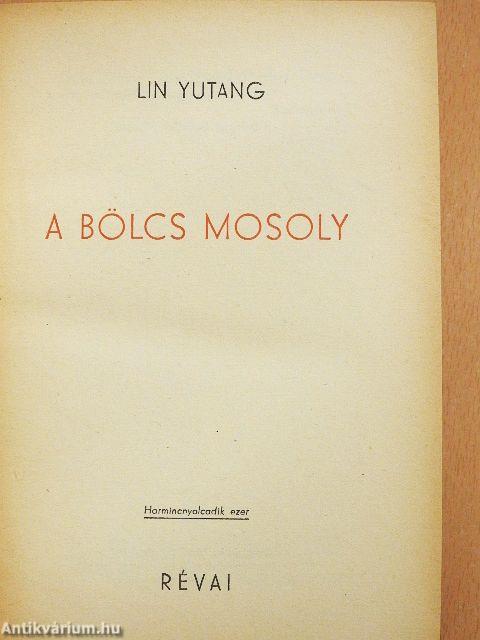 LIN YUTANG
A BÖLCS MOSOLY
Harmincnyolcadik ezer
RÉVAI
Antikvárium.hu